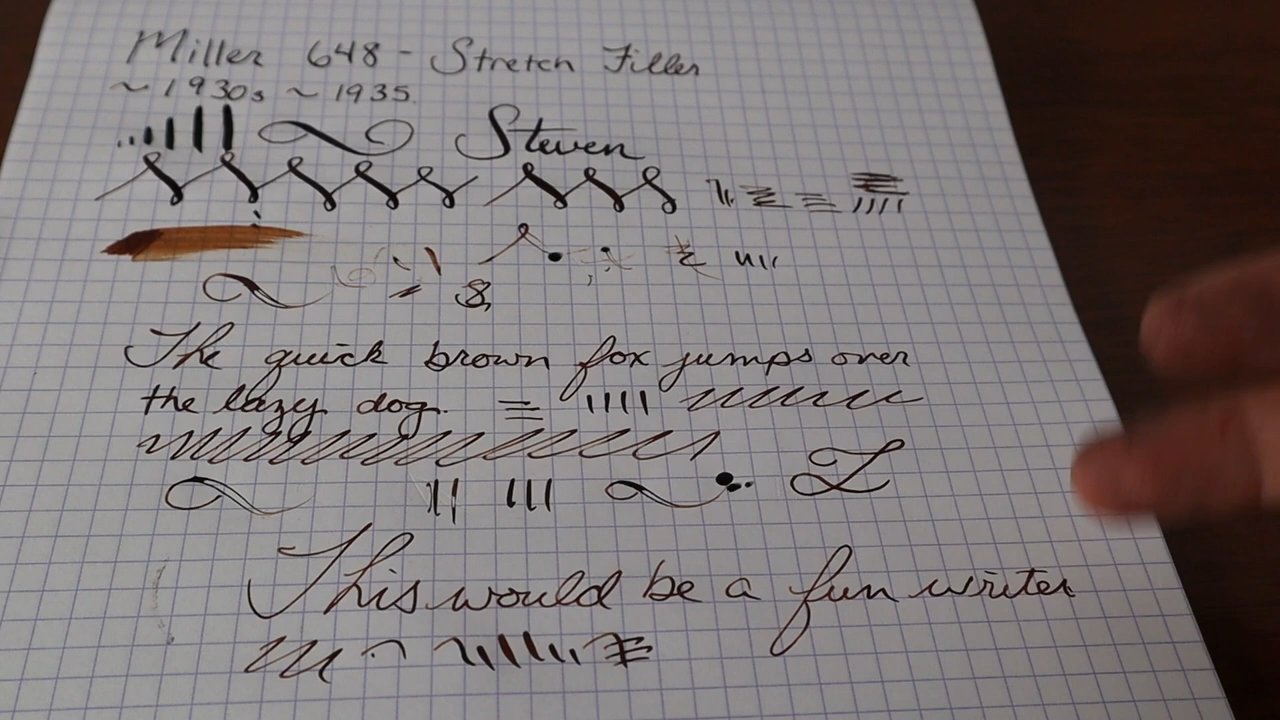 Miller 648 - Stretch Filler
~ 1930s ~ 1935
Steven
The quick brown fox jumps over
the lazy dog.
This would be a fun writer